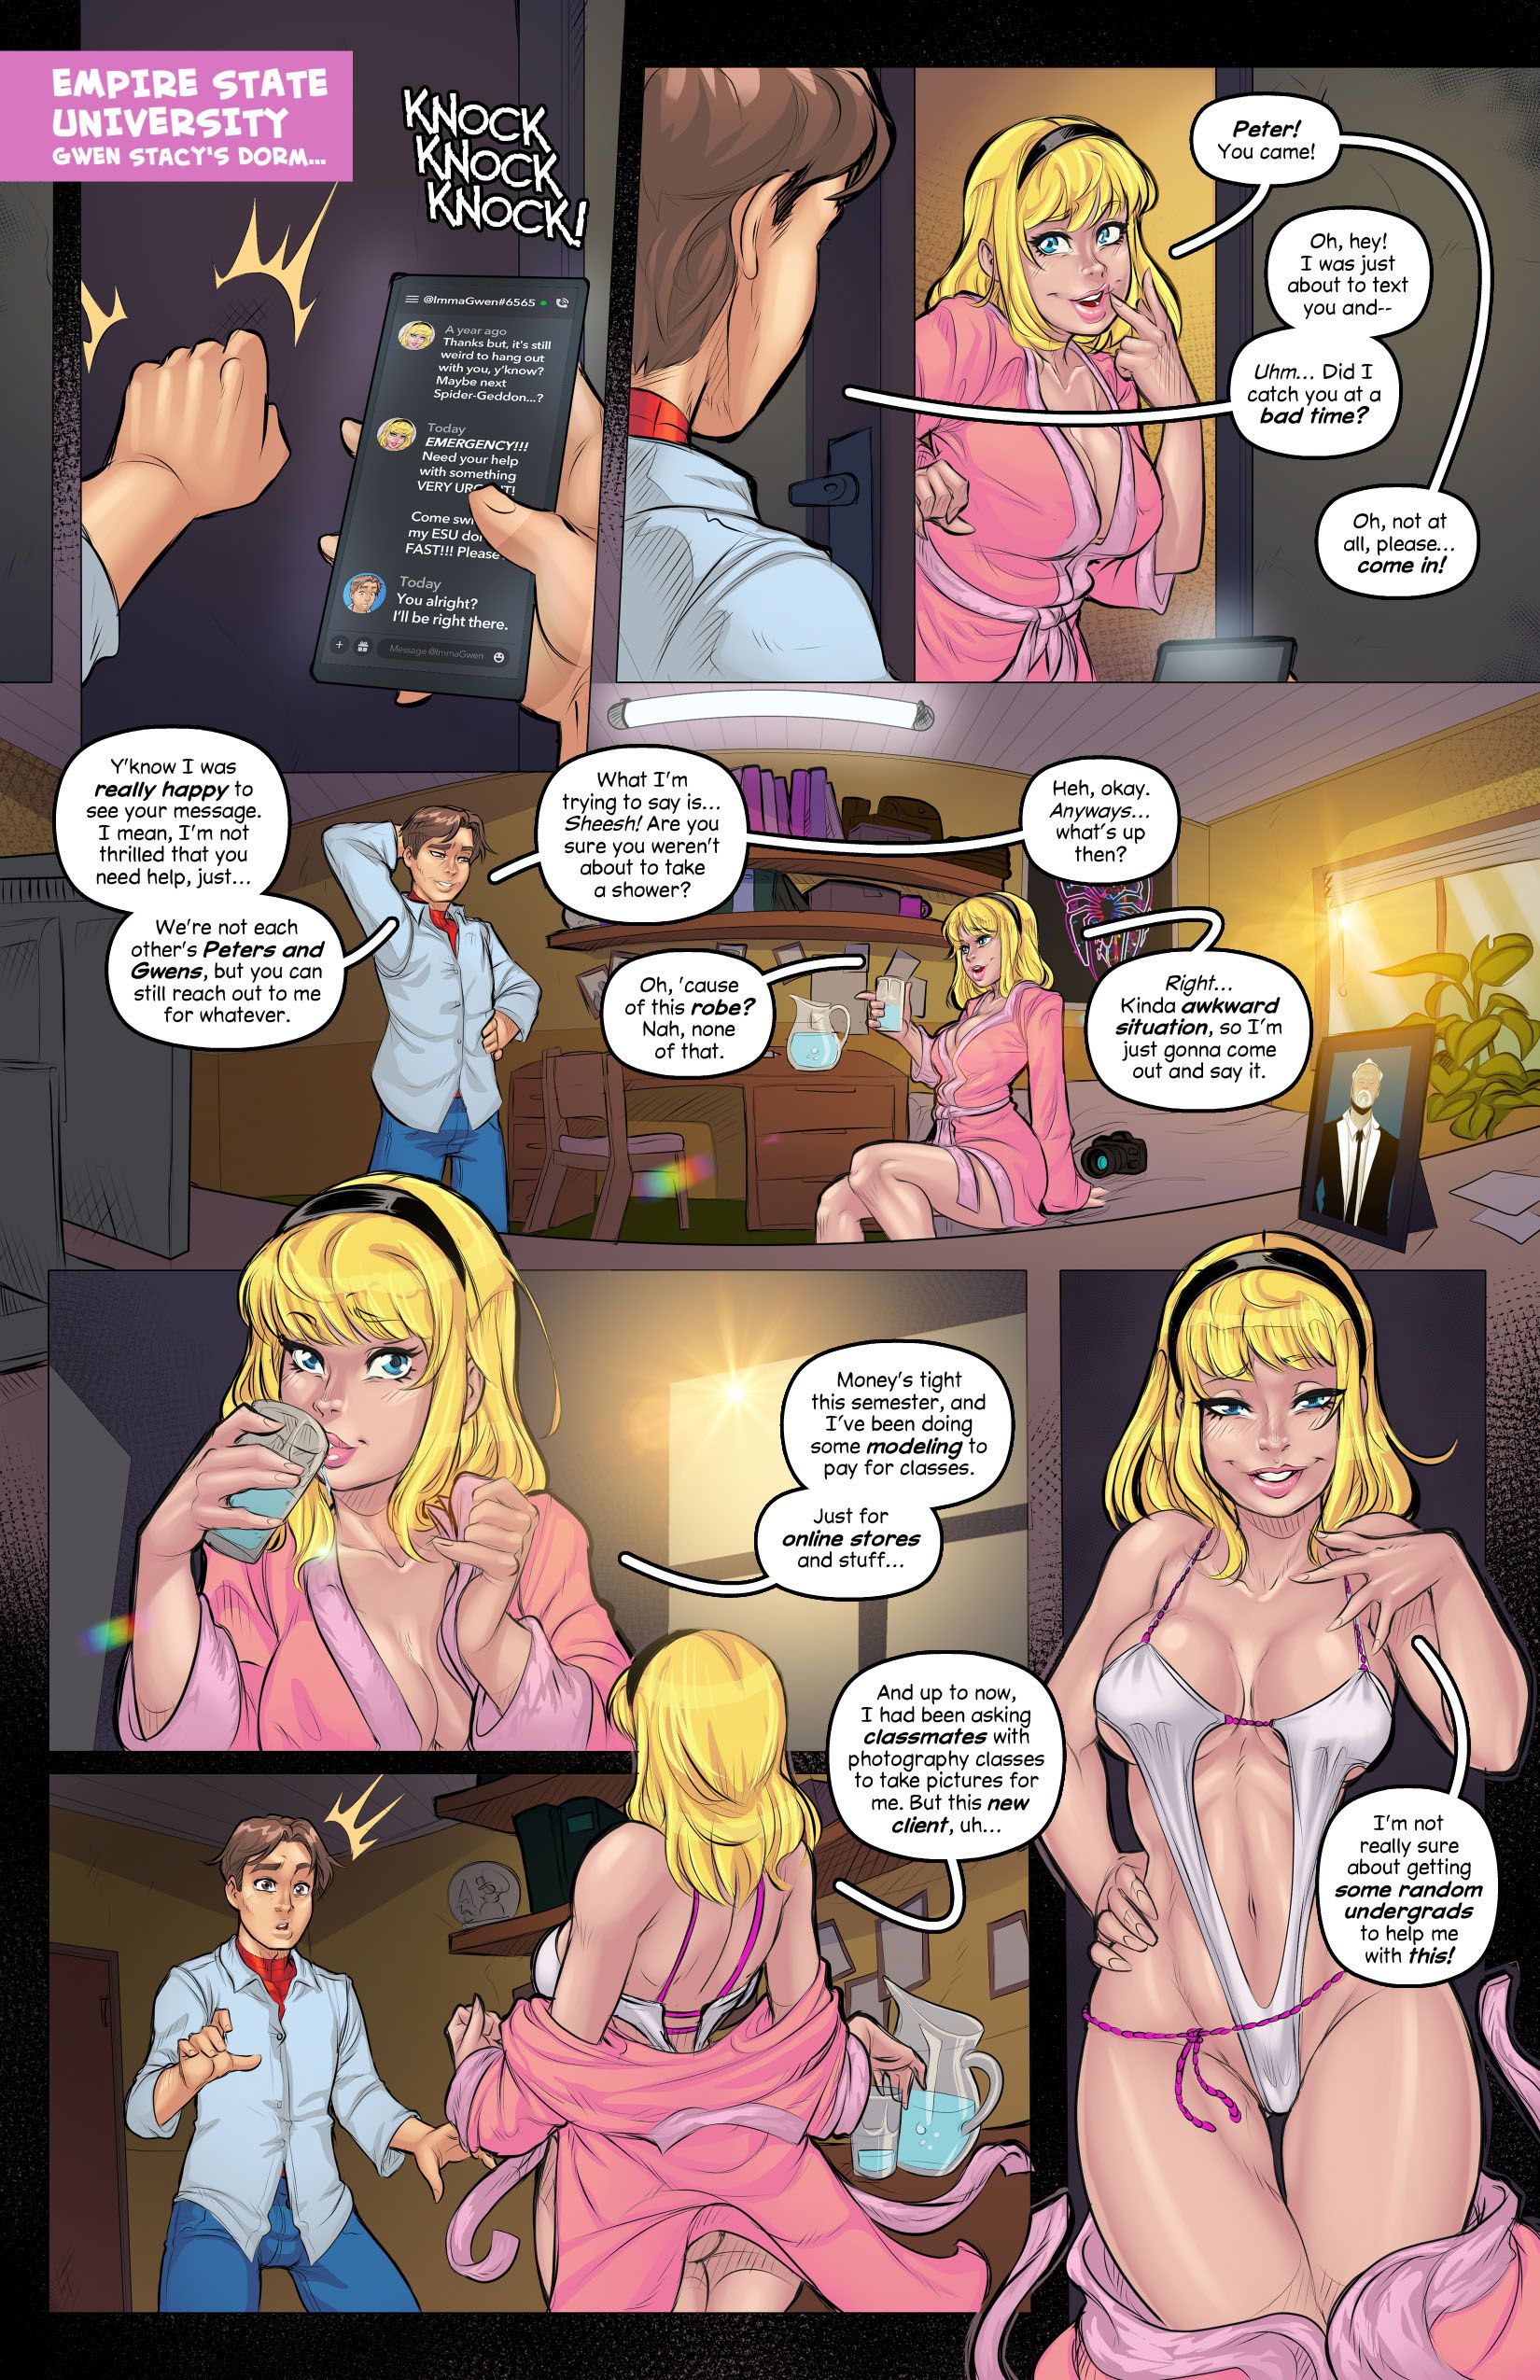 EMPIRE STATE
UNIVERSITY
GWEN STACY'S DORM...
KNOCK
KNOCK
KNOCK!
@ImmaGwen#6565
A year ago
Thanks but, it's still
weird to hang out
with you, y'know?
Maybe next
Spider-Geddon...?
Today
EMERGENCY!!!
Need your help
with something
VERY
Come
my ESU
FAST!!! Please
Today
You alright?
I'll be right there.
Message @ImmaGwen
Peter!
You came!
Oh, hey!
I was just
about to text
you and--
Uhm... Did I
catch you at a
bad time?
Oh, not at
all, please...
come in!
Y'know I was
really happy to
see your message.
I mean, I'm not
thrilled that you
need help, just...
We're not each
other's Peters and
Gwens, but you can
still reach out to me
for whatever.
What I'm
trying to say is...
Sheesh! Are you
sure you weren't
about to take
a shower?
Oh, 'cause
of this robe?
Nah, none
of that.
Heh, okay.
Anyways...
what's up
then?
Right...
Kinda awkward
situation, so I'm
just gonna come
out and say it.
Money's tight
this semester, and
I've been doing
some modeling to
pay for classes.
Just for
online stores
and stuff...
And up to now,
I had been asking
classmates with
photography classes
to take pictures for
me. But this new
client, uh...
I'm not
really sure
about getting
some random
undergrads
to help me
with this!